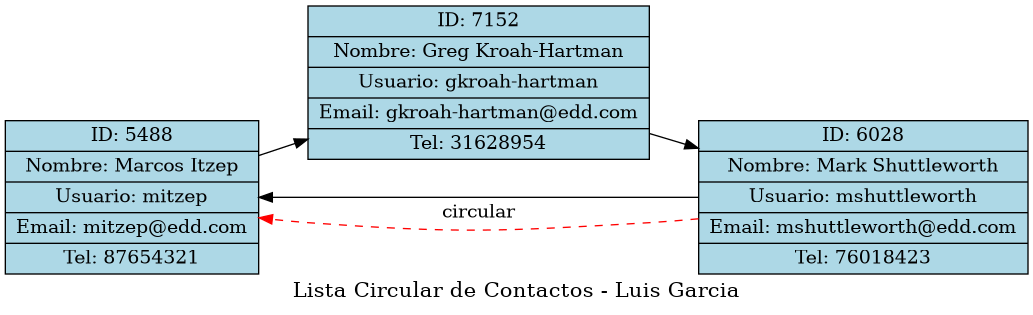 ID: 7152
Nombre: Greg Kroah-Hartman
Usuario: gkroah-hartman
Email: gkroah-hartman@edd.com
Tel: 31628954
ID: 5488
Nombre: Marcos Itzep
Usuario: mitzep
Email: mitzep@edd.com
Tel: 87654321
circular
ID: 6028
Nombre: Mark Shuttleworth
Usuario: mshuttleworth
Email: mshuttleworth@edd.com
Tel: 76018423
Lista Circular de Contactos - Luis Garcia